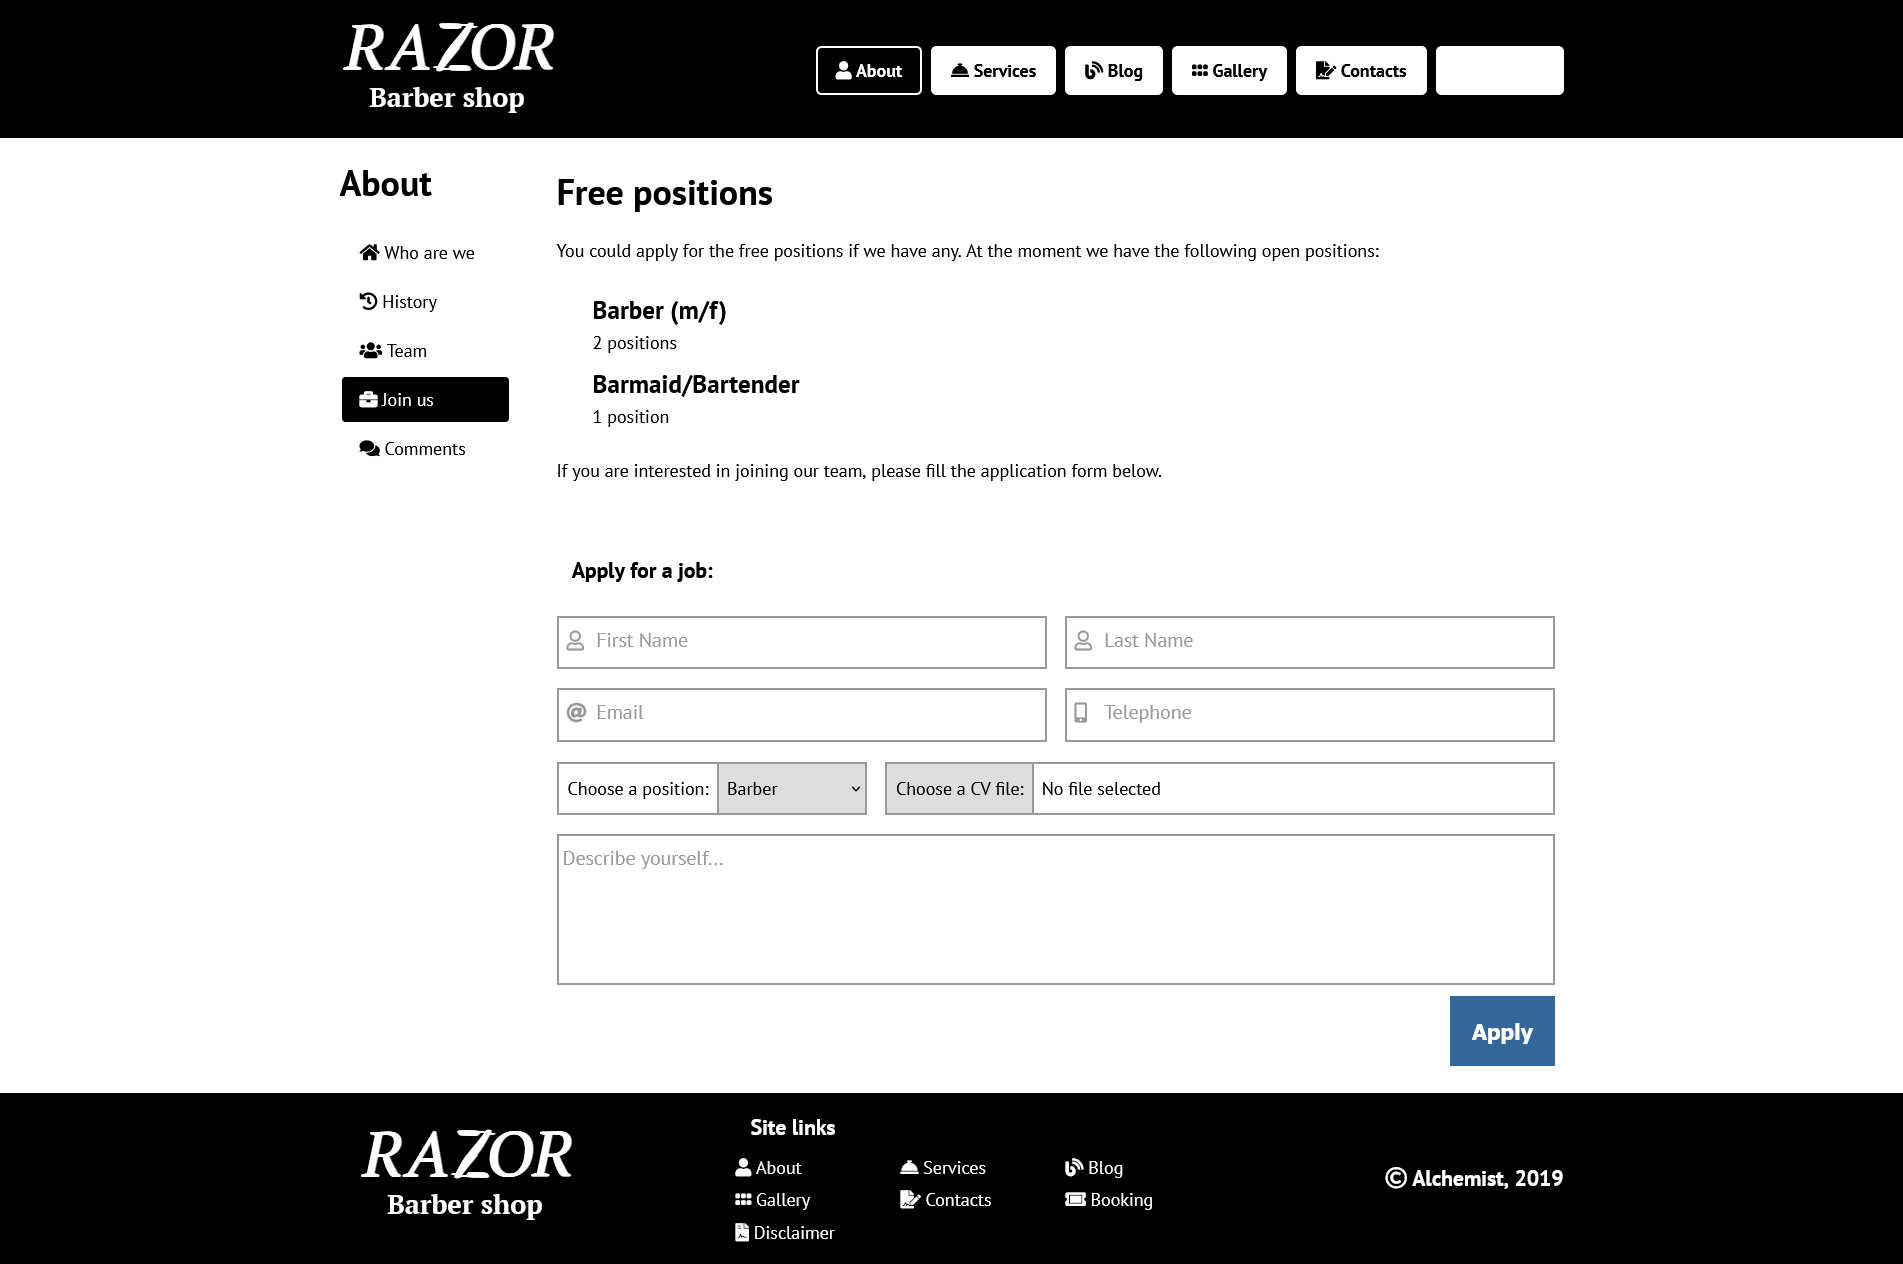 RAZOR
Barber shop
About
Services
Blog
Gallery
Contacts
About
Who are we
History
Team
Join us
Comments
Free positions
You could apply for the free positions if we have any. At the moment we have the following open positions:
Barber (m/f)
2 positions
Barmaid/Bartender
1 position
If you are interested in joining our team, please fill the application form below.
Apply for a job:
First Name
Last Name
Email
Telephone
Choose a position:
Barber
Choose a CV file:
No file selected
Describe yourself...
Apply
RAZOR
Barber shop
Site links
About
Services
Blog
Gallery
Contacts
Booking
Disclaimer
© Alchemist, 2019